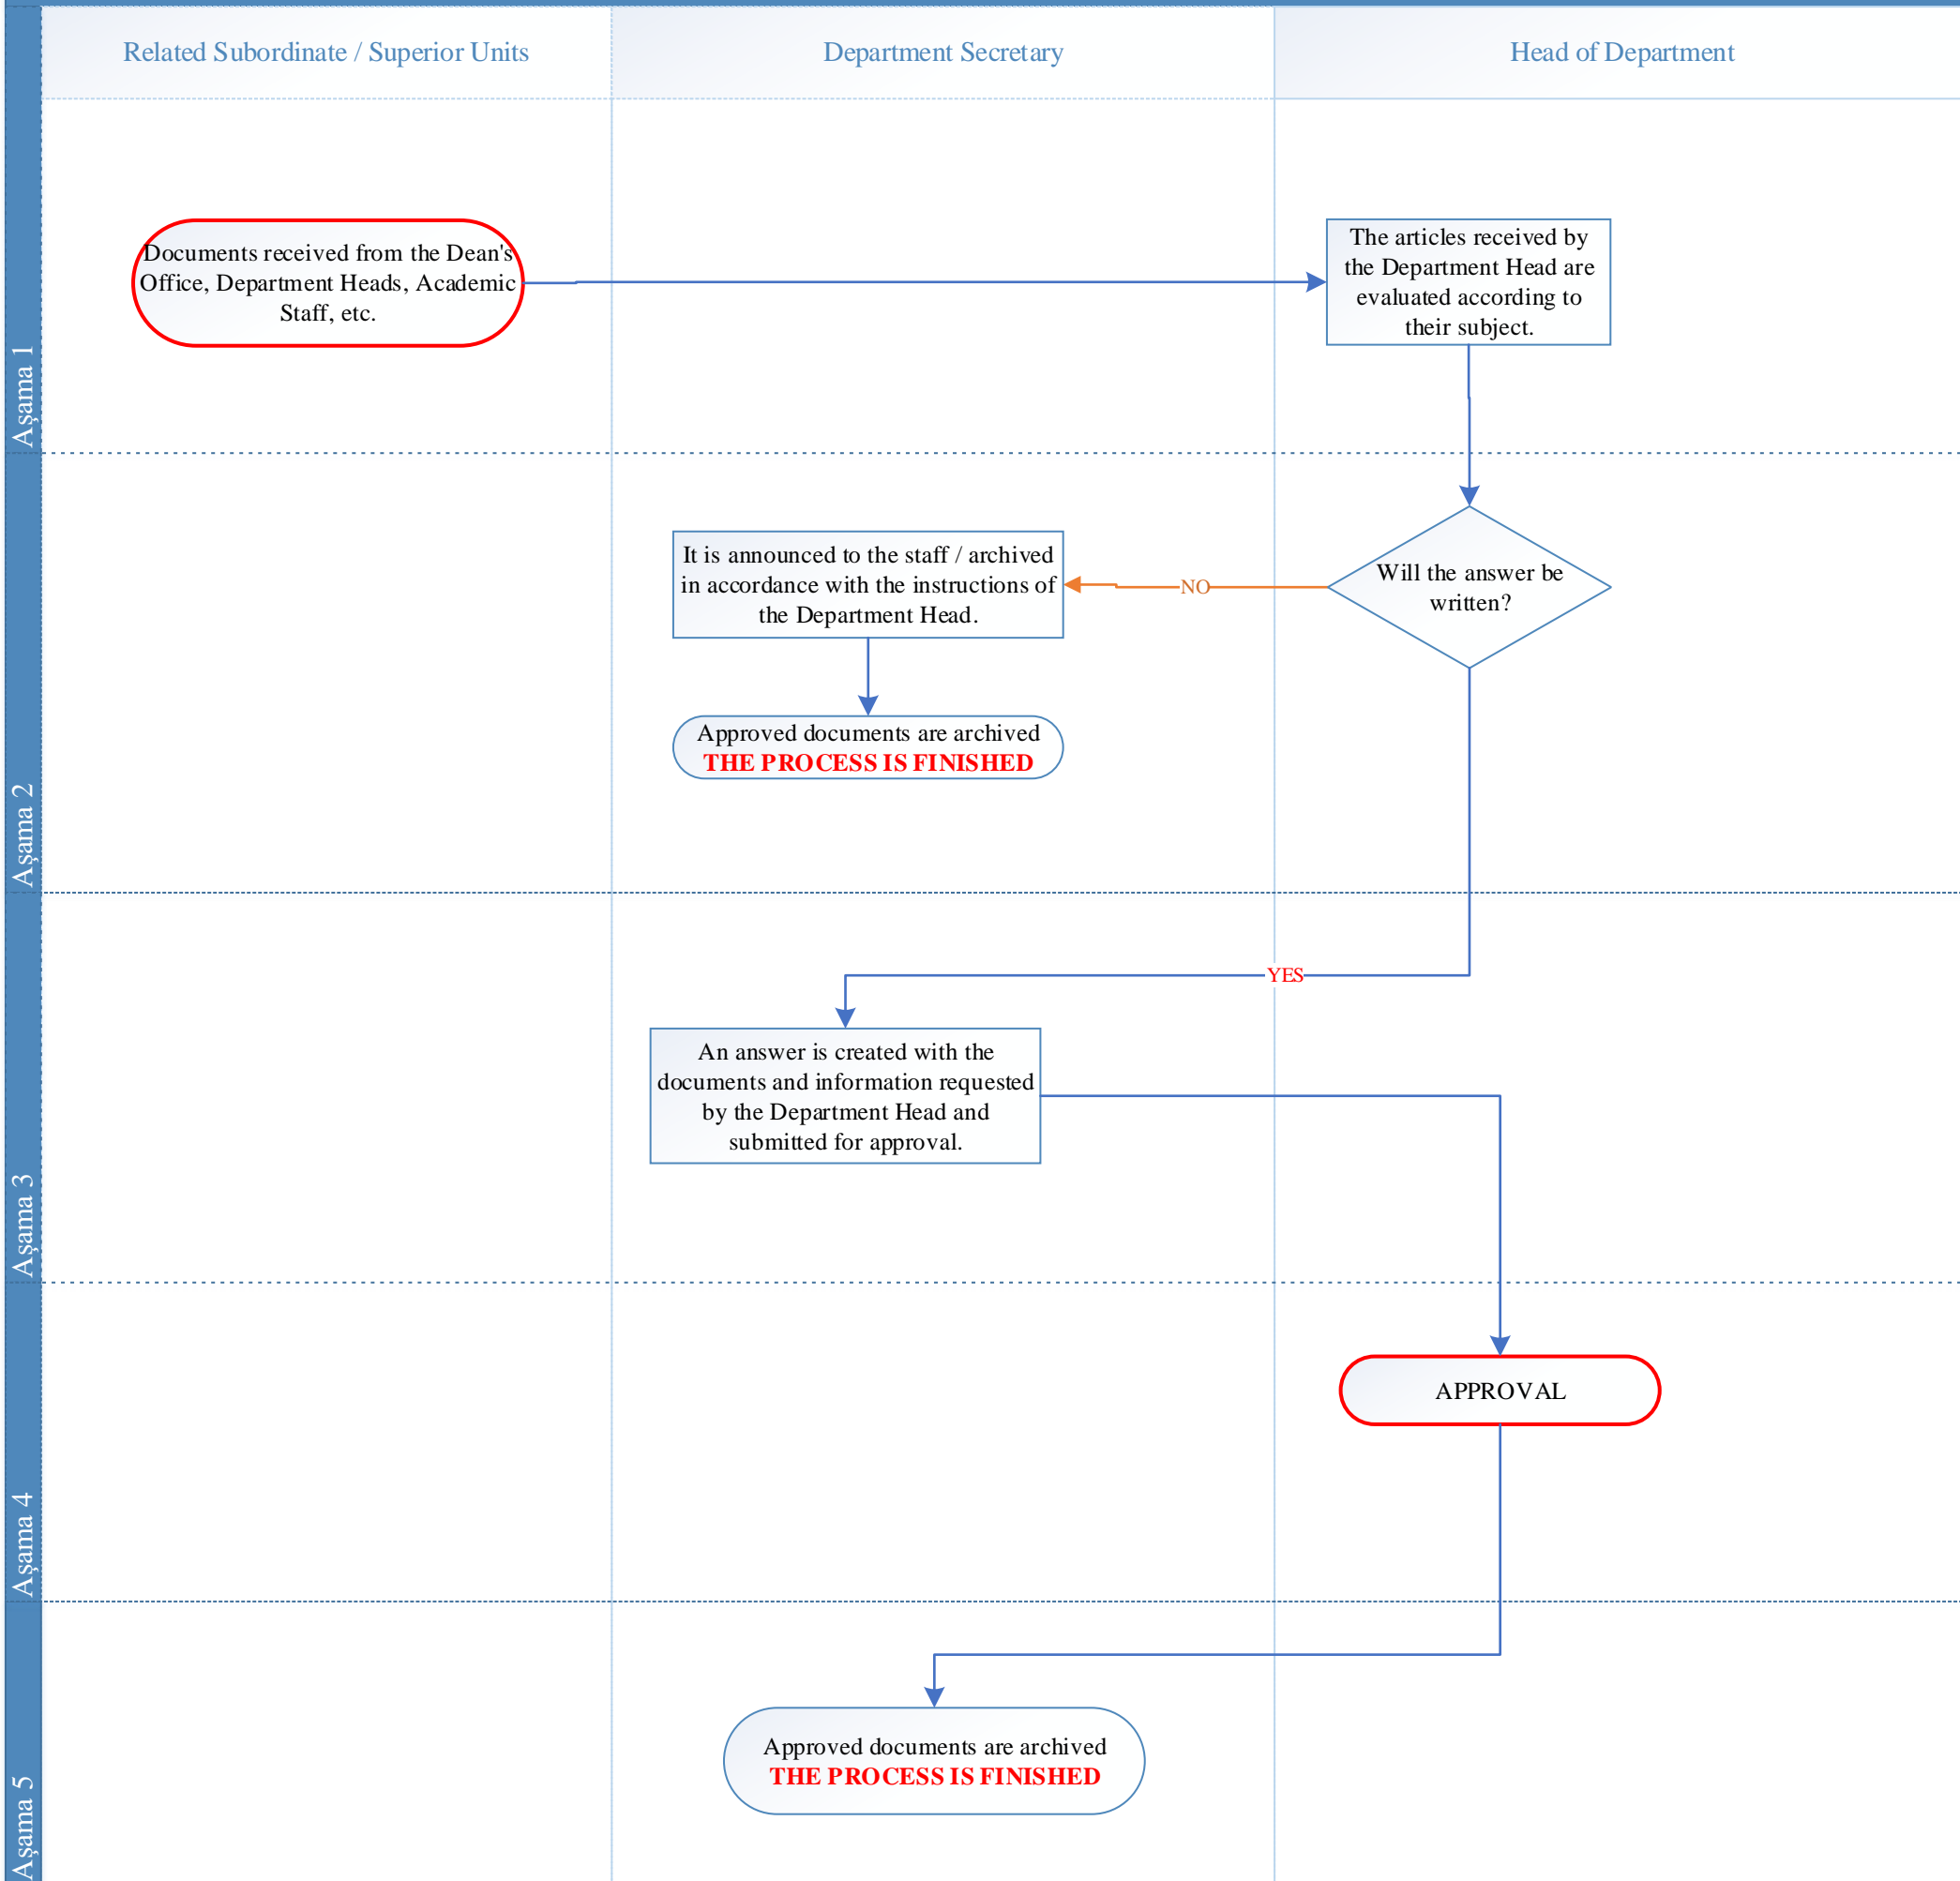 Related Subordinate / Superior Units
Department Secretary
Head of Department
Aşama 1
Documents received from the Dean's
Office, Department Heads, Academic
Staff, etc.
The articles received by
the Department Head are
evaluated according to
their subject.
Aşama 2
It is announced to the staff / archived
in accordance with the instructions of
the Department Head.
NO
Will the answer be
written?
Approved documents are archived
THE PROCESS IS FINISHED
Aşama 3
YES
An answer is created with the
documents and information requested
by the Department Head and
submitted for approval.
Aşama 4
APPROVAL
Aşama 5
Approved documents are archived
THE PROCESS IS FINISHED